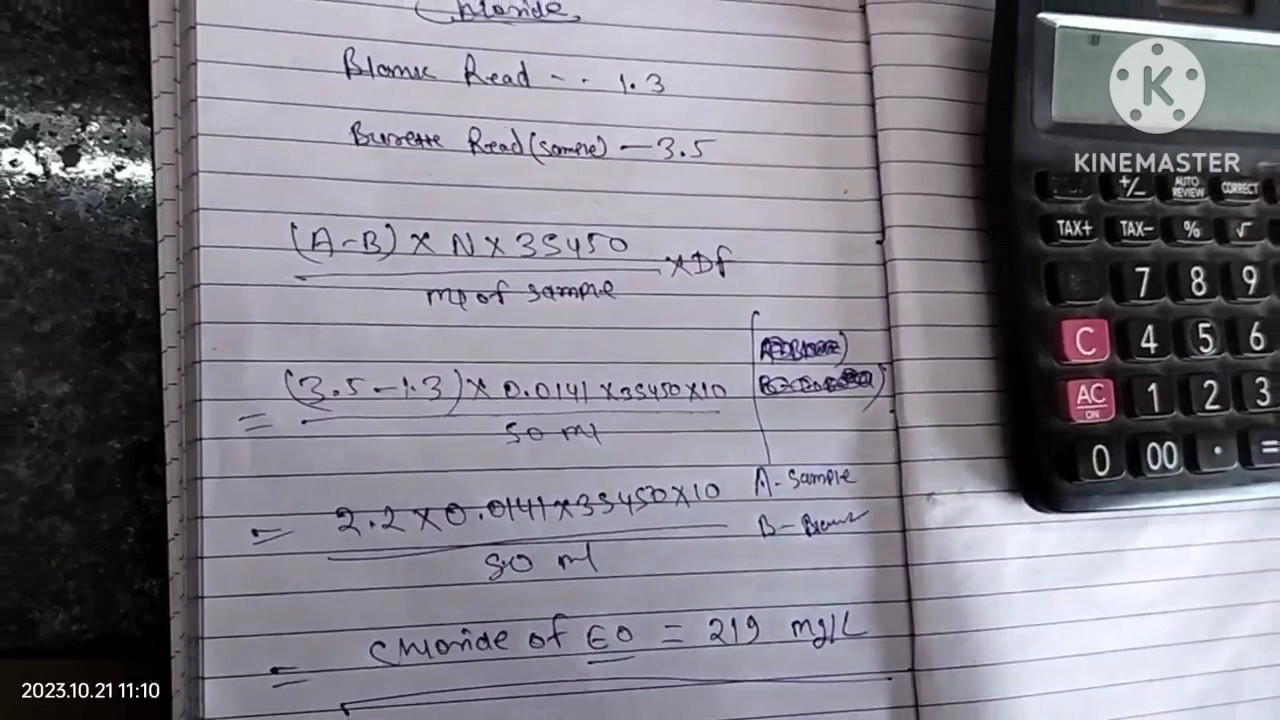 Chloride,
Blank Read - . . 1.3
Burrette Read (sample) - 3.5
(A-B) × N × 35450 × Df
ml of sample
= (3.5-1.3) × 0.0141 × 35450 × 10
50 ml
= 2.2 × 0.0141 × 35450 × 10
50 ml
A - Sample
B - Blank
= Chloride of EO = 219 mg/L
K
KINEMASTER
+/- AUTO REVIEW CORRECT
TAX+ TAX- % √
7 8 9
C 4 5 6
AC ON 1 2 3
0 00 . =
2023.10.21 11:10